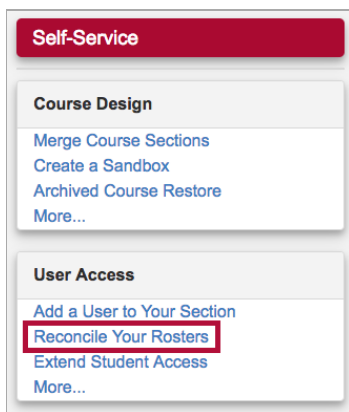 Self-Service
Course Design
Merge Course Sections
Create a Sandbox
Archived Course Restore
More...
User Access
Add a User to Your Section
Reconcile Your Rosters
Extend Student Access
More...